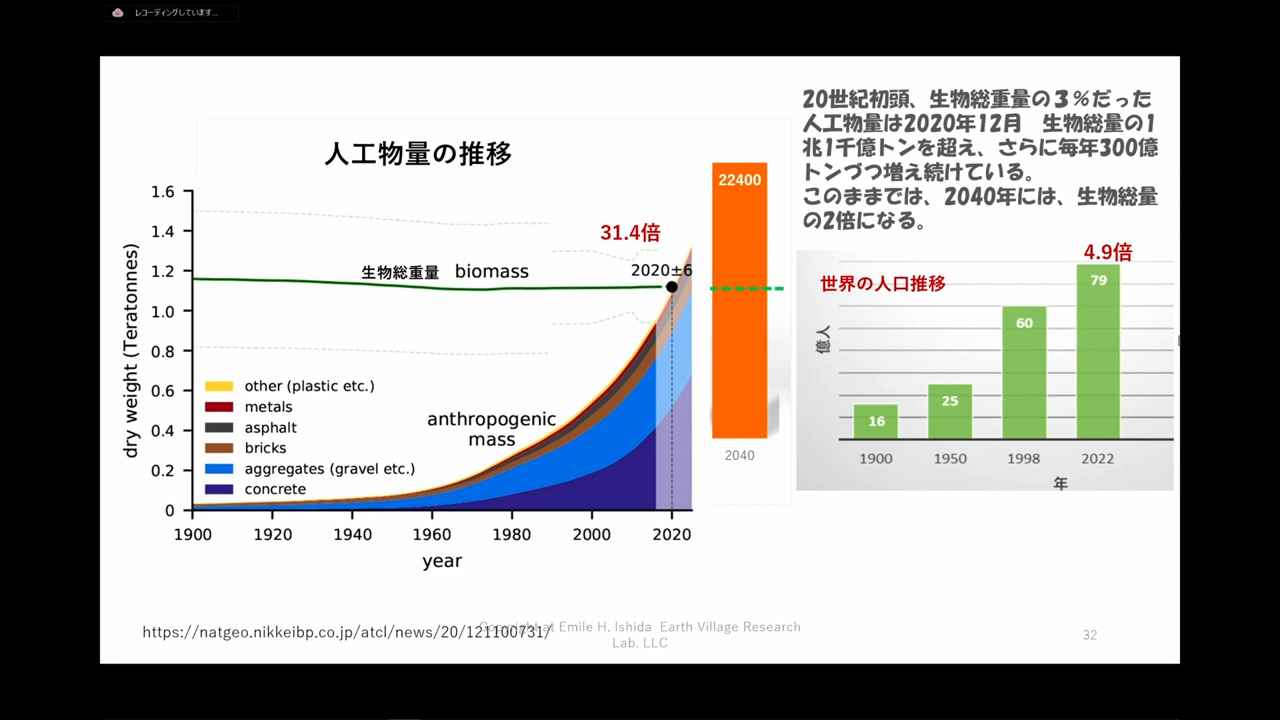 レコーディングしています...
20世紀初頭、生物総重量の３％だった
人工物量は2020年12月　生物総量の1
兆1千億トンを超え、さらに毎年300億
トンづつ増え続けている。
このままでは、2040年には、生物総量
の2倍になる。
人工物量の推移
1.6
1.4
1.2
1.0
0.8
0.6
0.4
0.2
0
dry weight (Teratonnes)
31.4倍
生物総重量 biomass
2020±6
other (plastic etc.)
metals
asphalt
bricks
aggregates (gravel etc.)
concrete
anthropogenic
mass
1900 1920 1940 1960 1980 2000 2020
year
22400
2040
4.9倍
世界の人口推移
億人
16
25
60
79
1900 1950 1998 2022
年
https://natgeo.nikkeibp.co.jp/atcl/news/20/121100731/
Copyright at Emile H. Ishida Earth Village Research
Lab. LLC
32